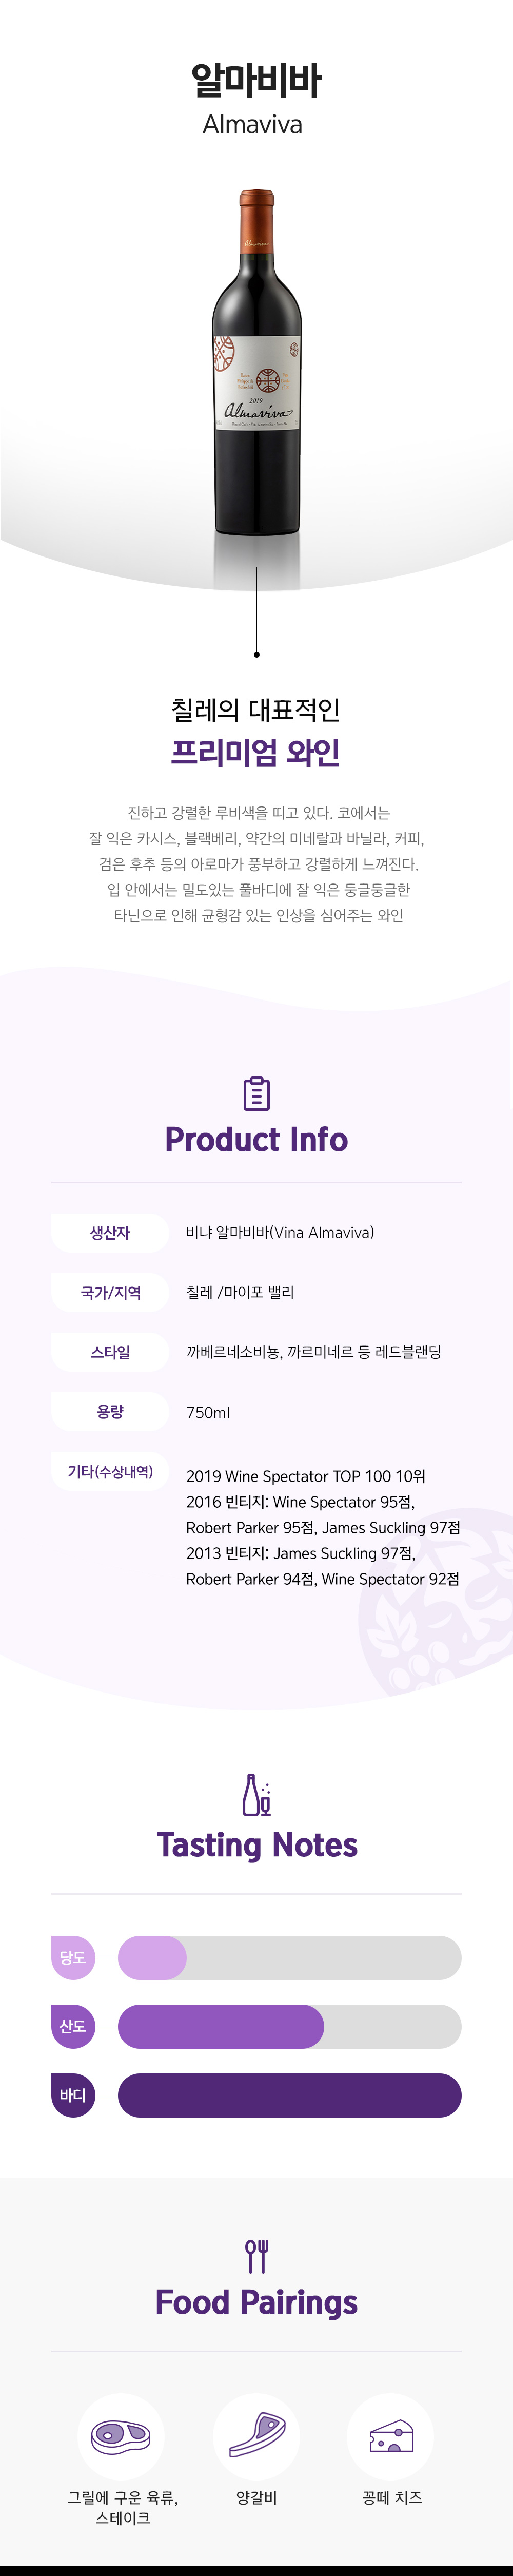 알마비바
Almaviva
Almaviva
2019
Almaviva
칠레의 대표적인
프리미엄 와인
진하고 강렬한 루비색을 띠고 있다. 코에서는
잘 익은 카시스, 블랙베리, 약간의 미네랄과 바닐라, 커피,
검은 후추 등의 아로마가 풍부하고 강렬하게 느껴진다.
입 안에서는 밀도있는 풀바디에 잘 익은 둥글둥글한
타닌으로 인해 균형감 있는 인상을 심어주는 와인
Product Info
생산자 비냐 알마비바(Vina Almaviva)
국가/지역 칠레 /마이포 밸리
스타일 까베르네소비뇽, 까르미네르 등 레드블랜딩
용량 750ml
기타(수상내역) 2019 Wine Spectator TOP 100 10위
2016 빈티지: Wine Spectator 95점,
Robert Parker 95점, James Suckling 97점
2013 빈티지: James Suckling 97점,
Robert Parker 94점, Wine Spectator 92점
Tasting Notes
당도
산도
바디
Food Pairings
그릴에 구운 육류,
스테이크
양갈비
꽁떼 치즈